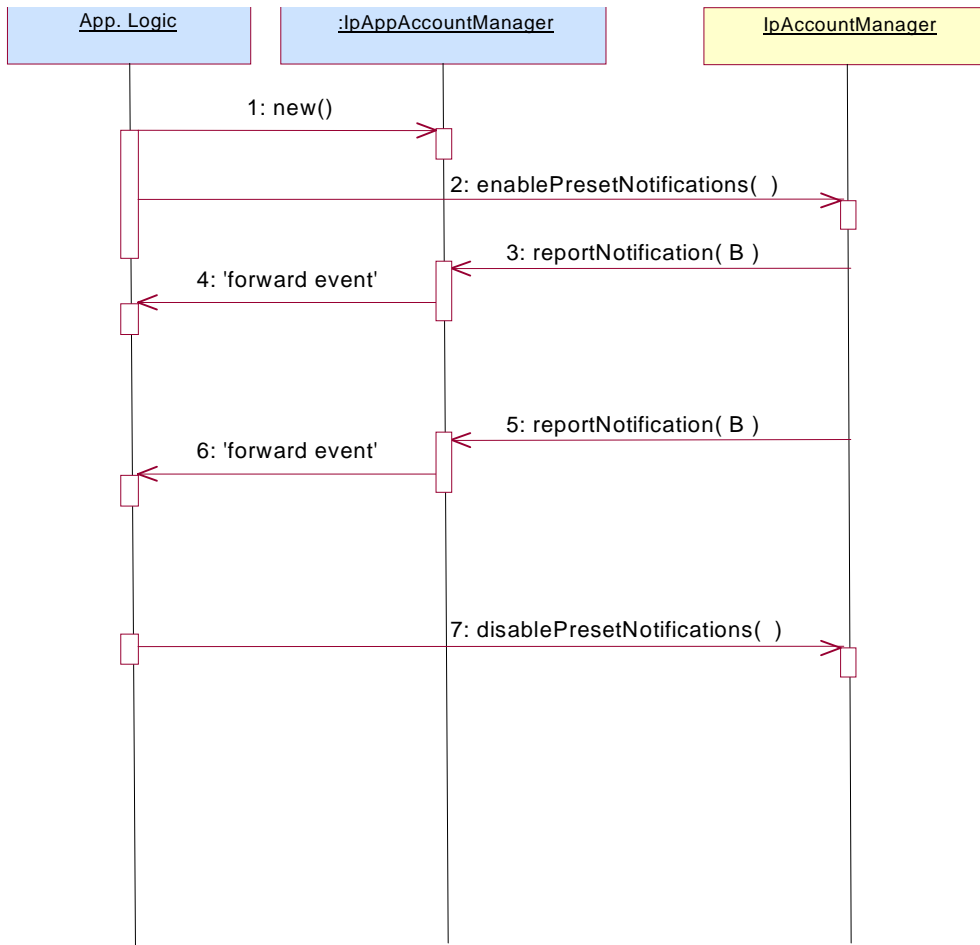 App. Logic
:IpAppAccountManager
IpAccountManager
1: new()
2: enablePresetNotifications(  )
3: reportNotification( B )
4: 'forward event'
5: reportNotification( B )
6: 'forward event'
7: disablePresetNotifications(  )